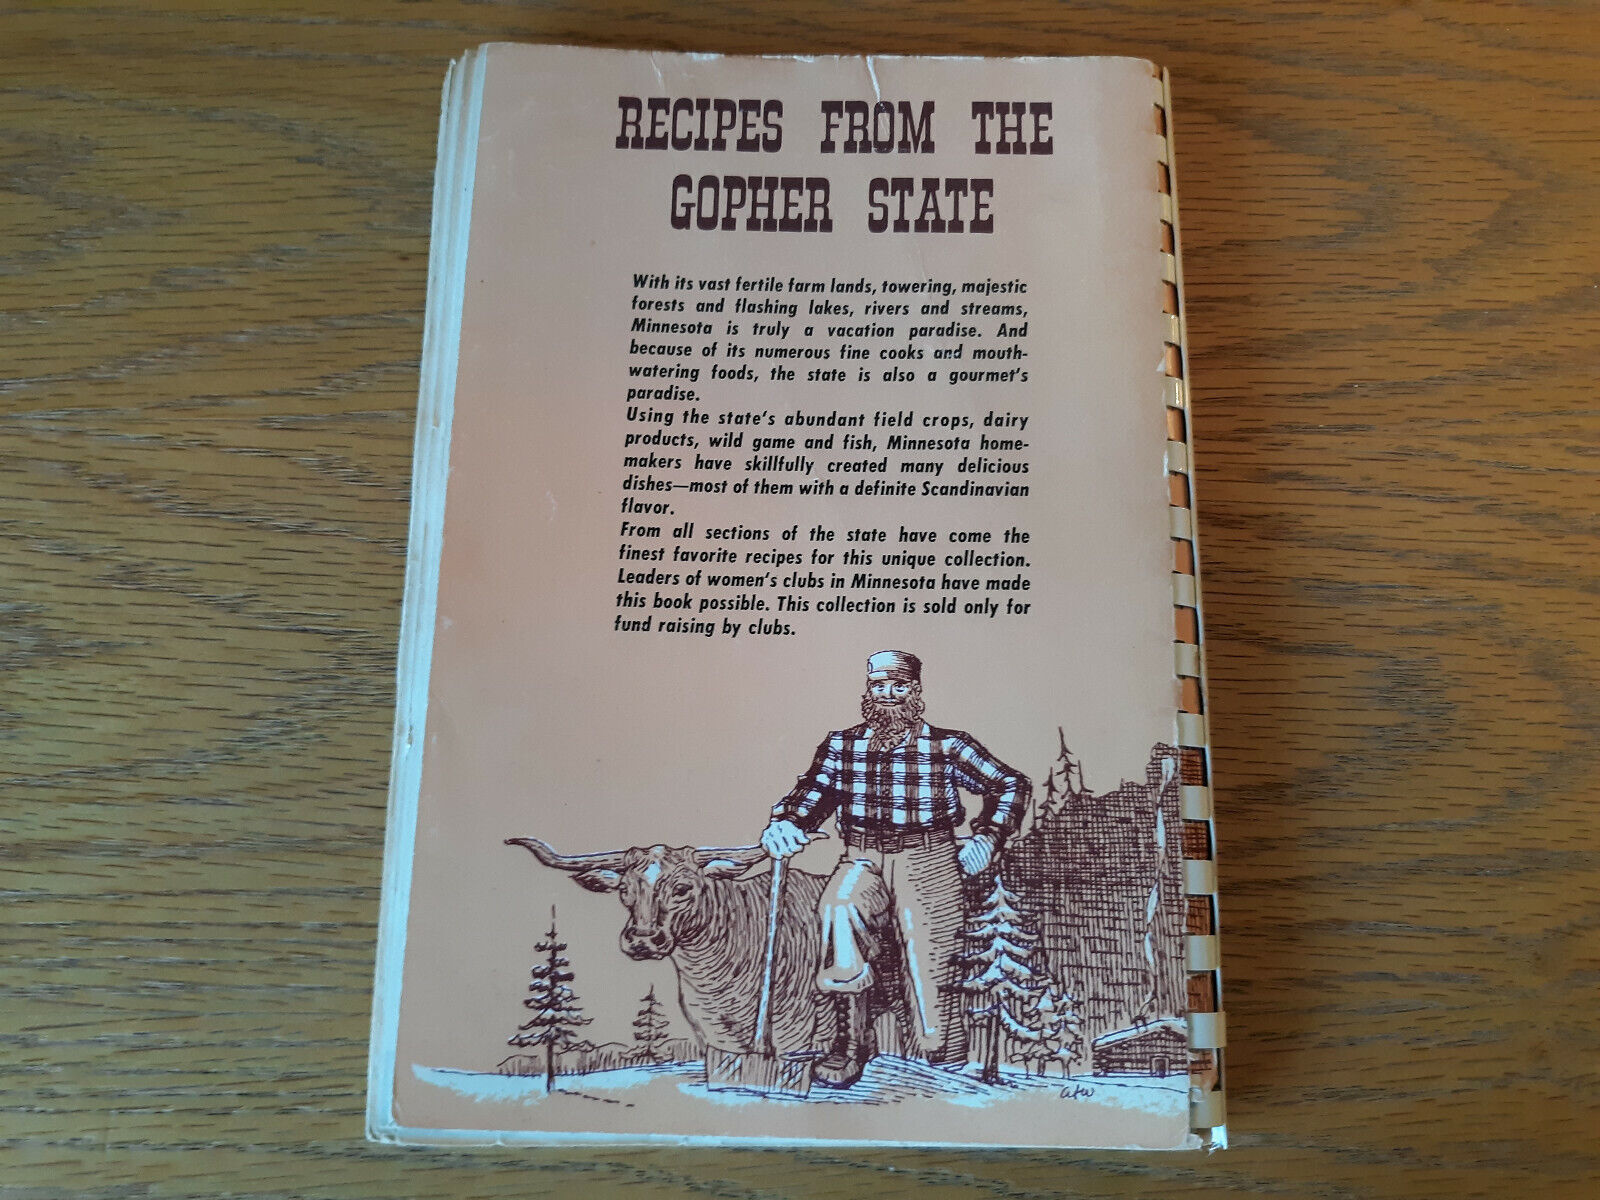 RECIPES FROM THE
GOPHER STATE
With its vast fertile farm lands, towering, majestic
forests and flashing lakes, rivers and streams,
Minnesota is truly a vacation paradise. And
because of its numerous fine cooks and mouth-
watering foods, the state is also a gourmet's
paradise.
Using the state's abundant field crops, dairy
products, wild game and fish, Minnesota home-
makers have skillfully created many delicious
dishes—most of them with a definite Scandinavian
flavor.
From all sections of the state have come the
finest favorite recipes for this unique collection.
Leaders of women's clubs in Minnesota have made
this book possible. This collection is sold only for
fund raising by clubs.